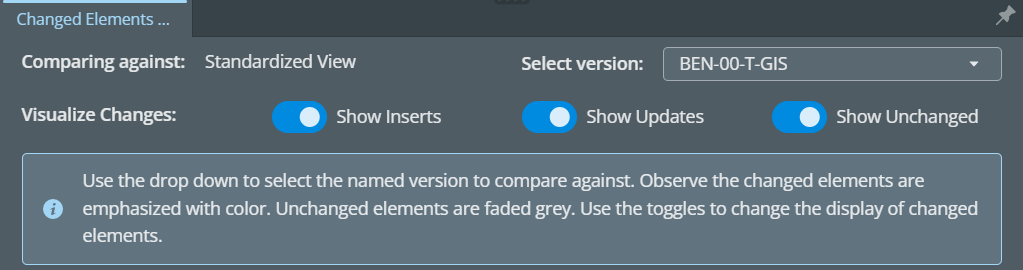 Changed Elements ...
Comparing against: Standardized View Select version: BEN-00-T-GIS
Visualize Changes: Show Inserts Show Updates Show Unchanged
Use the drop down to select the named version to compare against. Observe the changed elements are
emphasized with color. Unchanged elements are faded grey. Use the toggles to change the display of changed
elements.